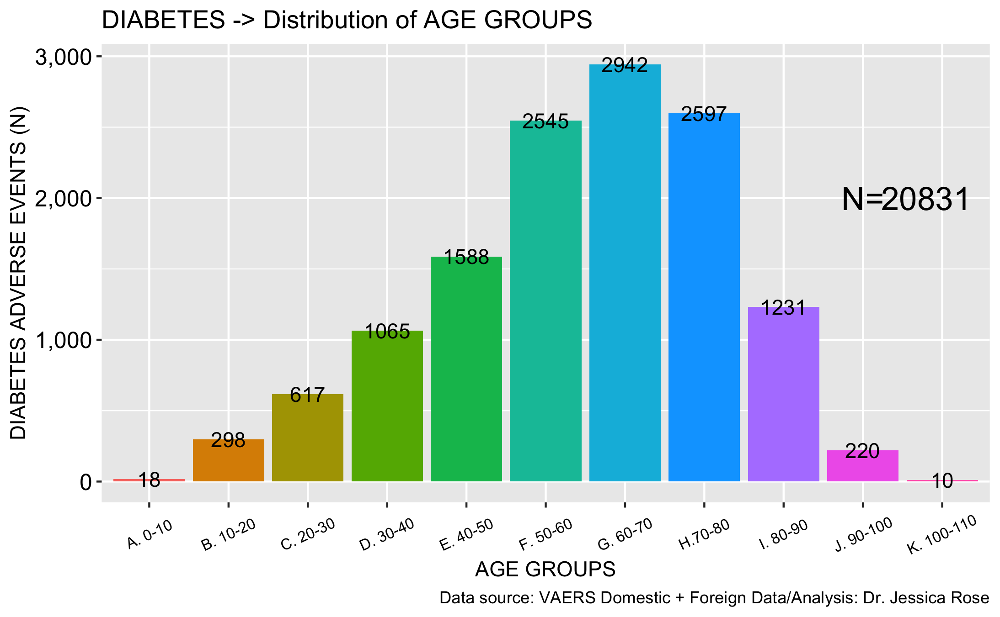 DIABETES -> Distribution of AGE GROUPS
DIABETES ADVERSE EVENTS (N)
3,000
2,000
1,000
0
18
298
617
1065
1588
2545
2942
2597
1231
220
10
N=20831
A. 0-10
B. 10-20
C. 20-30
D. 30-40
E. 40-50
F. 50-60
G. 60-70
H.70-80
I. 80-90
J. 90-100
K. 100-110
AGE GROUPS
Data source: VAERS Domestic + Foreign Data/Analysis: Dr. Jessica Rose